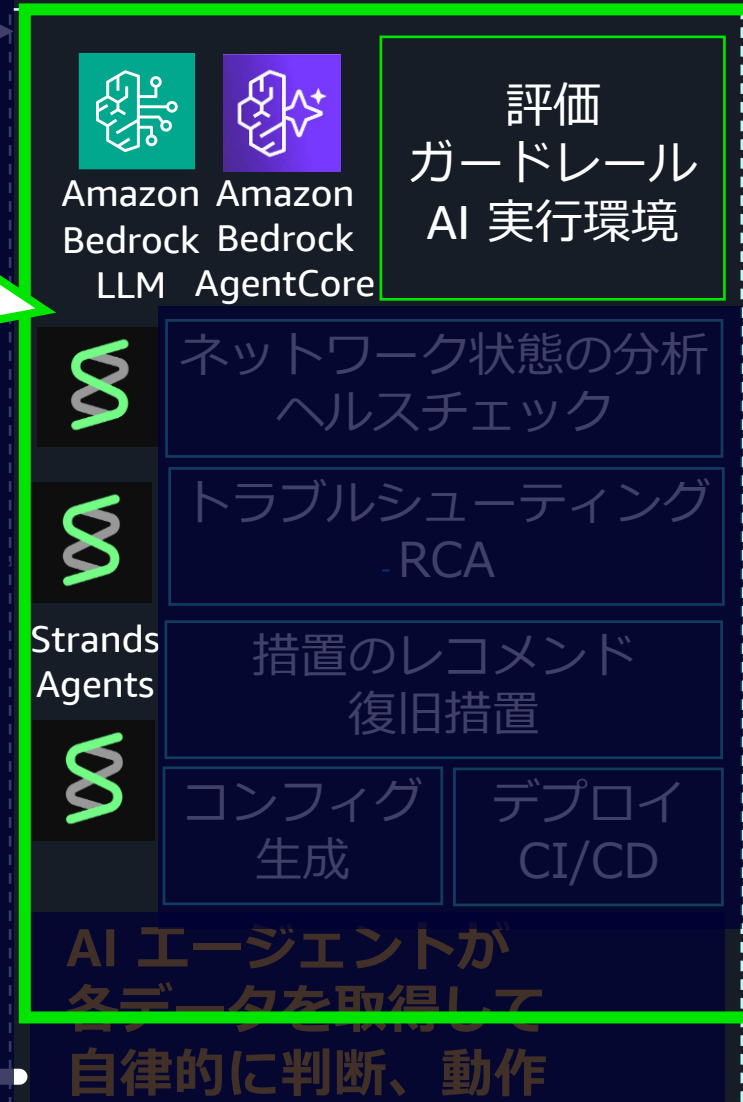 Amazon Bedrock LLM
Amazon Bedrock AgentCore
評価
ガードレール
AI 実行環境
ネットワーク状態の分析
ヘルスチェック
トラブルシューティング
- RCA
Strands
Agents
措置のレコメンド
復旧措置
コンフィグ
生成
デプロイ
CI/CD
AI エージェントが
各データを取得して
自律的に判断、動作